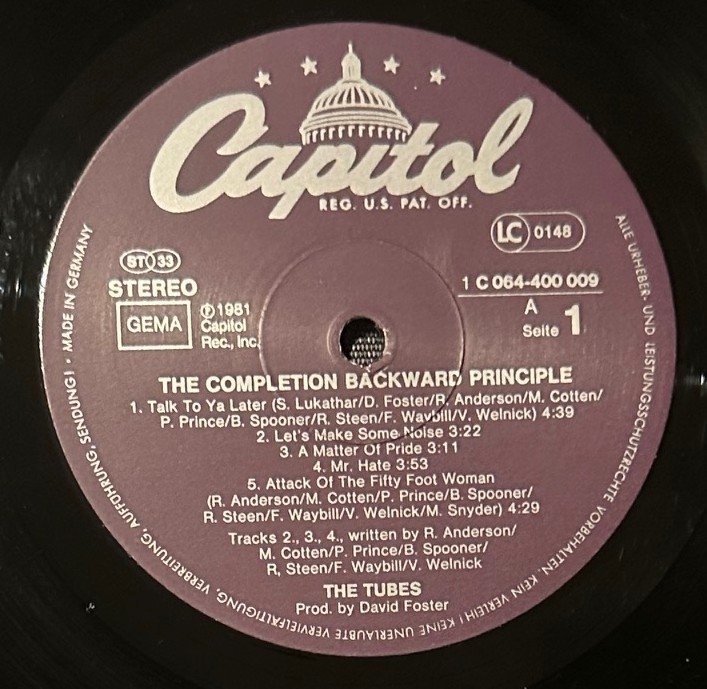 Capitol
REG. U.S. PAT. OFF.
LC 0148
ST 33
STEREO
GEMA
℗ 1981
Capitol
Rec., Inc.
1 C 064-400 009
A
Seite 1
THE COMPLETION BACKWARD PRINCIPLE
1. Talk To Ya Later (S. Lukathar/D. Foster/R. Anderson/M. Cotten/
P. Prince/B. Spooner/R. Steen/F. Waybill/V. Welnick) 4:39
2. Let's Make Some Noise 3:22
3. A Matter Of Pride 3:11
4. Mr. Hate 3:53
5. Attack Of The Fifty Foot Woman
(R. Anderson/M. Cotten/P. Prince/B. Spooner/
R. Steen/F. Waybill/V. Welnick/M. Snyder) 4:29
Tracks 2., 3., 4., written by R. Anderson/
M. Cotten/P. Prince/B. Spooner/
R, Steen/F. Waybill/V. Welnick
THE TUBES
Prod. by David Foster
ALLE URHEBER- UND LEISTUNGSSCHUTZRECHTE VORBEHALTEN. KEIN VERLEIH! KEINE UNERLAUBTE VERVIELFÄLTIGUNG, VERBREITUNG, AUFFÜHRUNG, SENDUNG! · MADE IN GERMANY